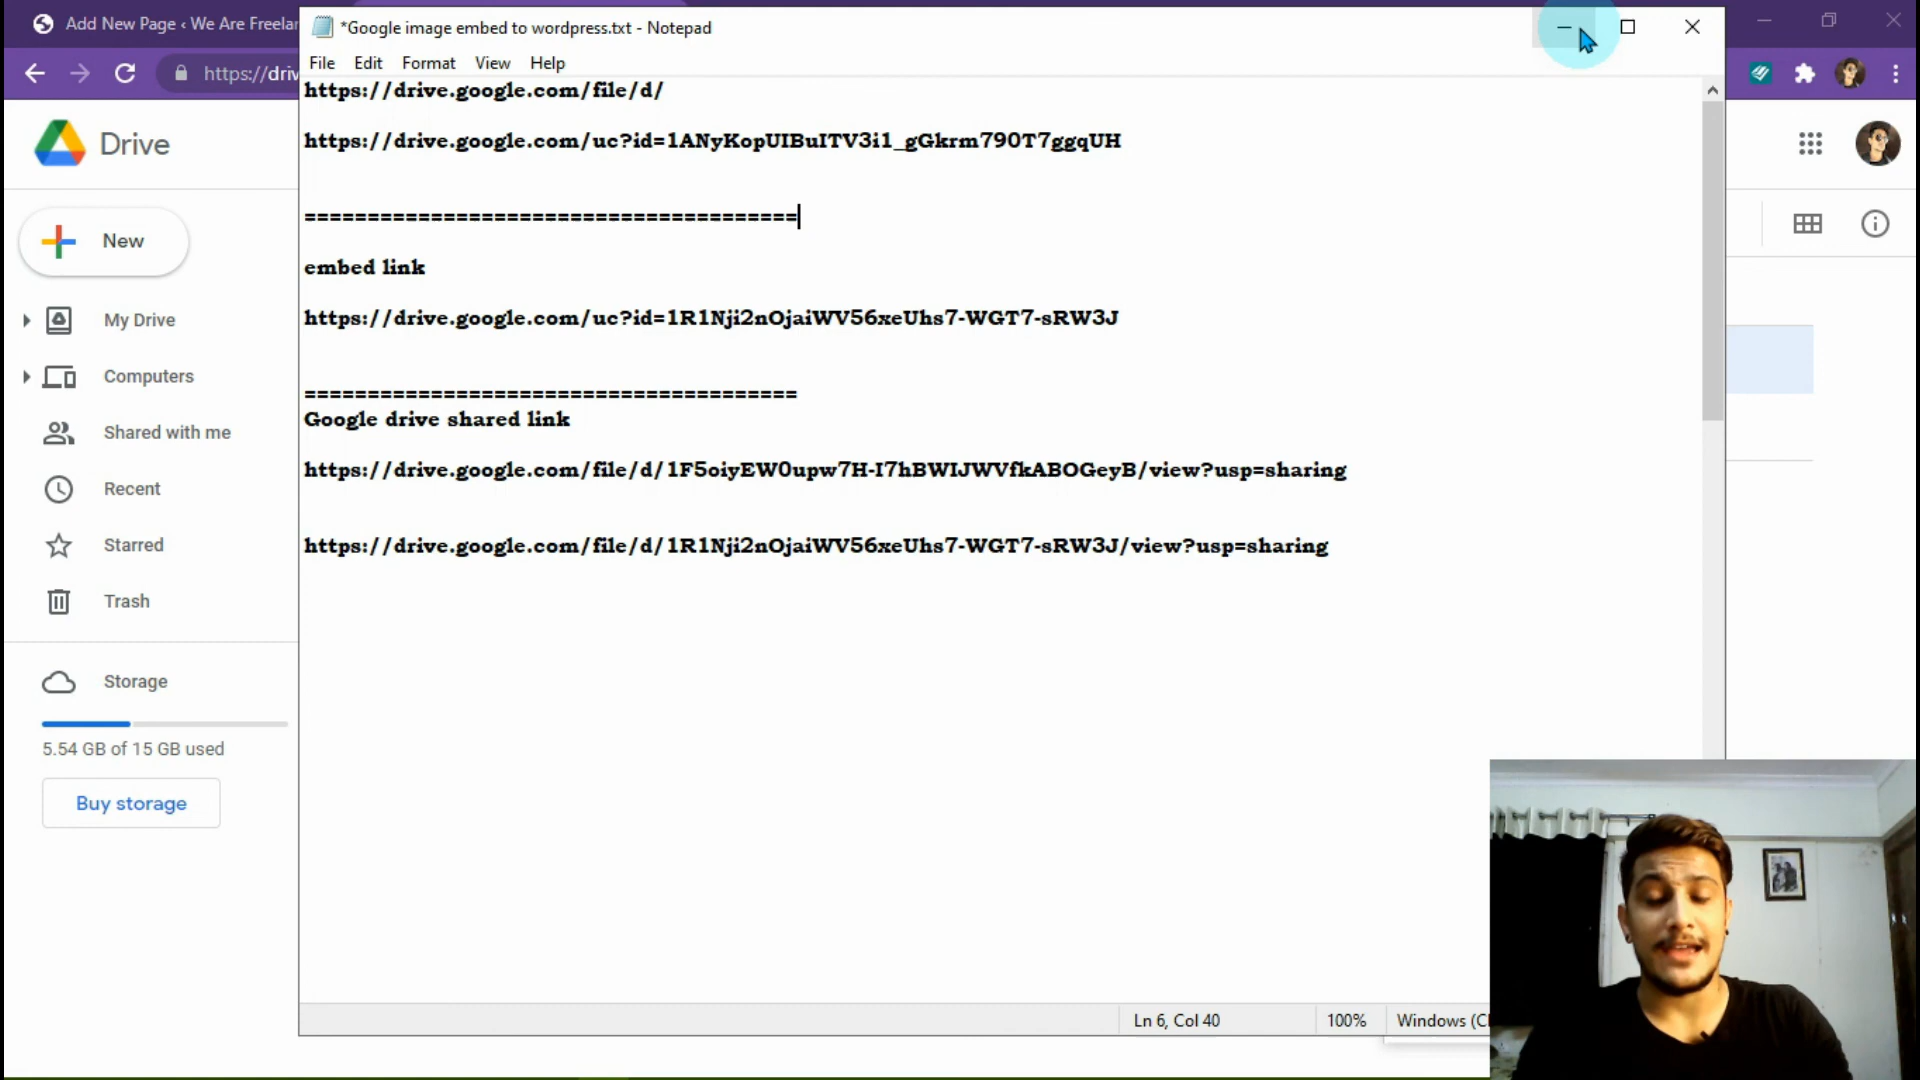 Add New Page ‹ We Are Freelan
*Google image embed to wordpress.txt - Notepad
https://driv
File Edit Format View Help
https://drive.google.com/file/d/
https://drive.google.com/uc?id=1ANyKopUIBuITV3i1_gGkrm790T7ggqUH
=======================================
embed link
https://drive.google.com/uc?id=1R1Nji2nOjaiWV56xeUhs7-WGT7-sRW3J
=======================================
Google drive shared link
https://drive.google.com/file/d/1F5oiyEW0upw7H-I7hBWIJWVfkABOGeyB/view?usp=sharing
https://drive.google.com/file/d/1R1Nji2nOjaiWV56xeUhs7-WGT7-sRW3J/view?usp=sharing
Drive
New
My Drive
Computers
Shared with me
Recent
Starred
Trash
Storage
5.54 GB of 15 GB used
Buy storage
Ln 6, Col 40 100% Windows (C